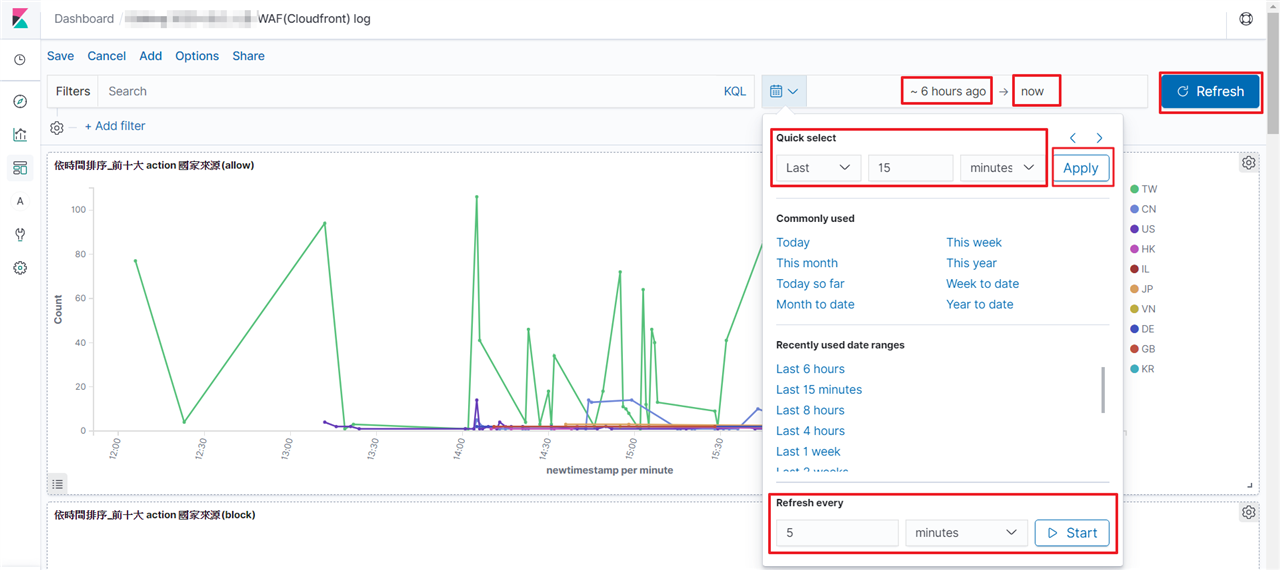 Dashboard / WAF(Cloudfront) log
Save Cancel Add Options Share
Filters Search KQL ~ 6 hours ago → now Refresh
+ Add filter
Quick select
Last 15 minutes Apply
Commonly used
Today This week
This month This year
Today so far Week to date
Month to date Year to date
Recently used date ranges
Last 6 hours
Last 15 minutes
Last 8 hours
Last 4 hours
Last 1 week
Last 2 weeks
Refresh every
5 minutes Start
A
依時間排序_前十大 action 國家來源(allow)
Count
100
80
60
40
20
0
12:00 12:30 13:00 13:30 14:00 14:30 15:00 15:30
newtimestamp per minute
TW
CN
US
HK
IL
JP
VN
DE
GB
KR
依時間排序_前十大 action 國家來源(block)